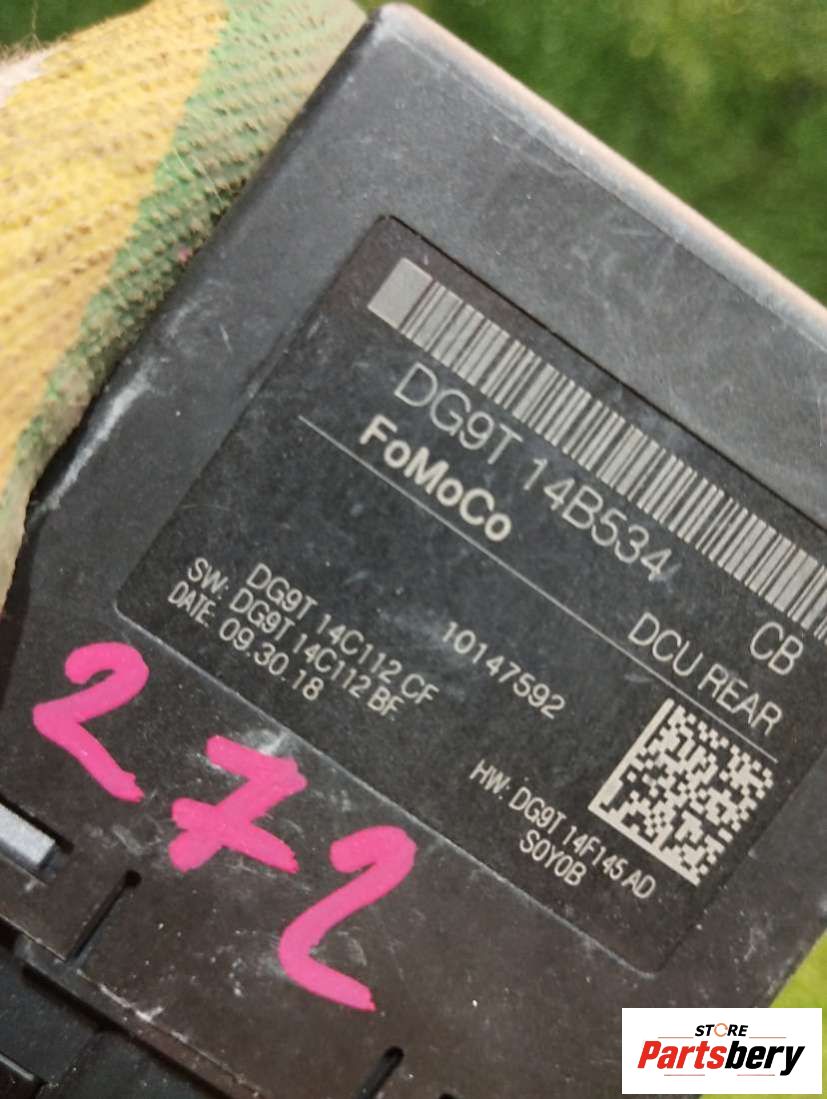 DG9T 14B534 CB
FoMoCo
DCU REAR
10147592
DG9T 14C112 CF
SW: DG9T 14C112 BF
DATE: 09.30.18
HW: DG9T 14F145 AD
S0Y0B
272
STORE
Partsbery